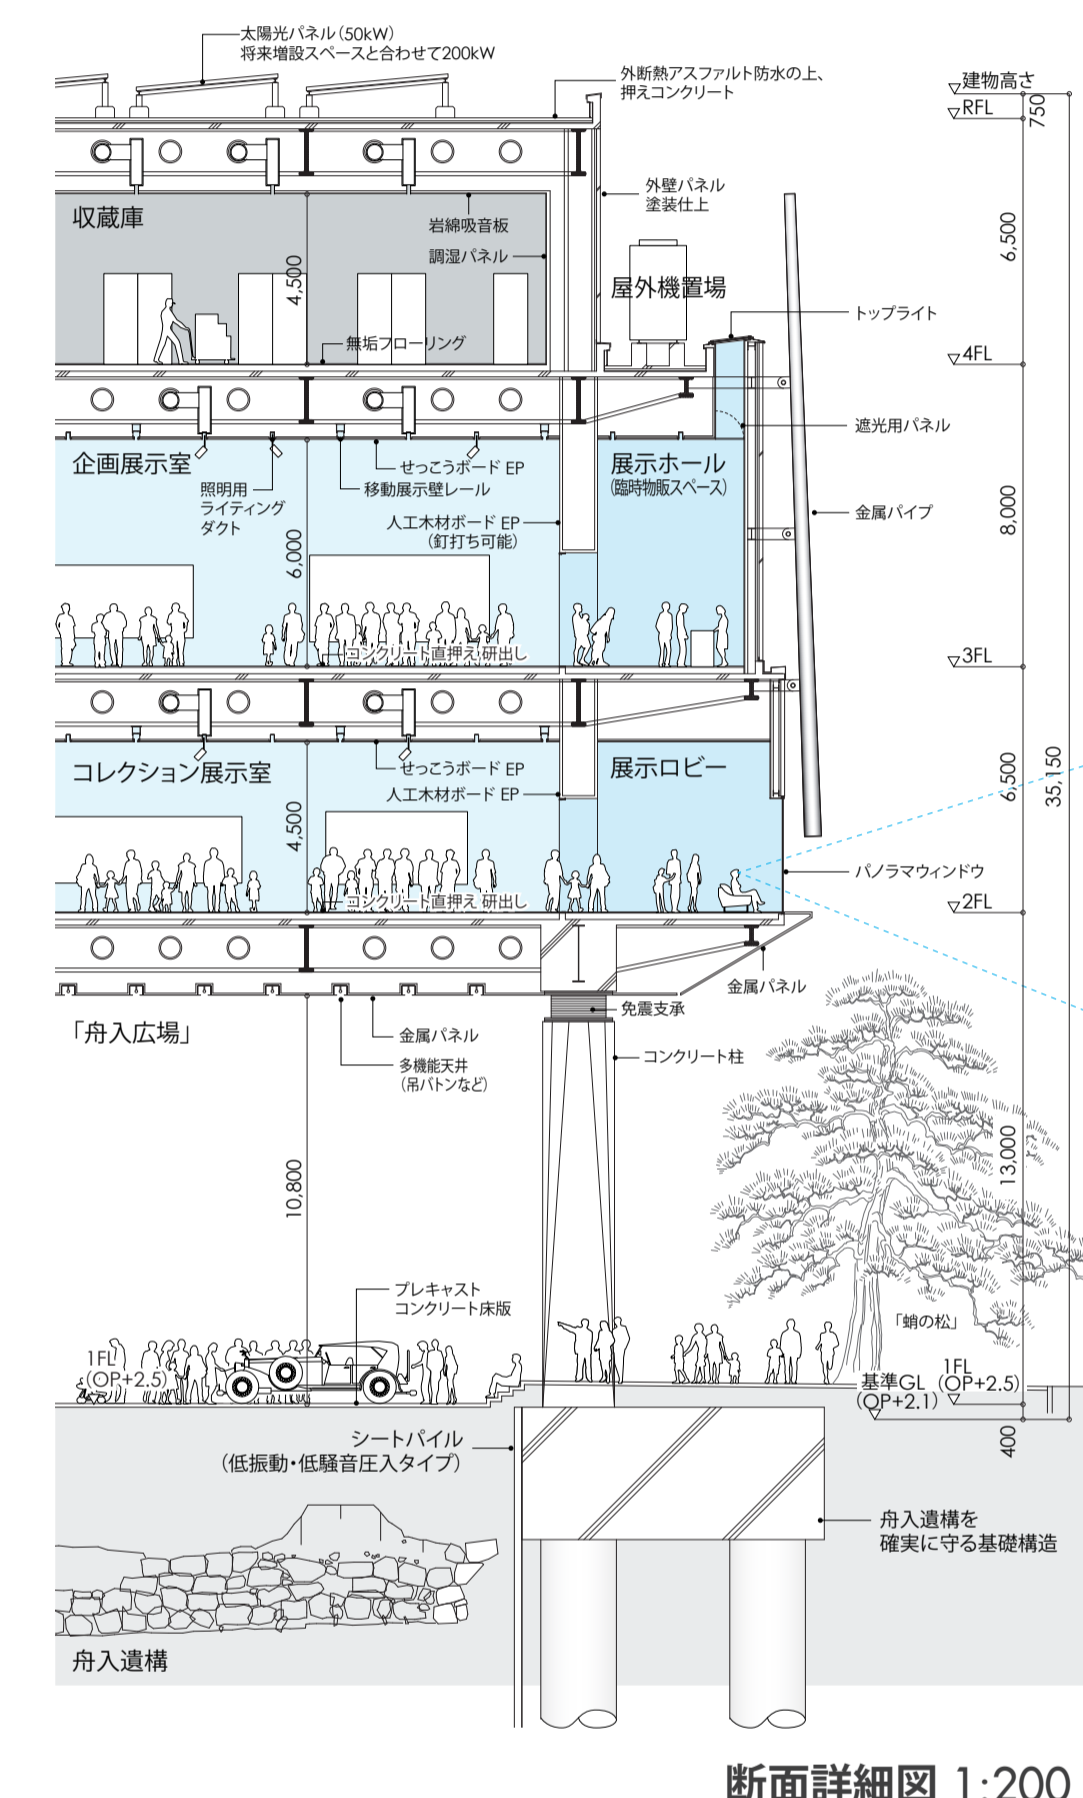 太陽光パネル（50kW）
将来増設スペースと合わせて200kW
外断熱アスファルト防水の上、
押えコンクリート
▽建物高さ
750
▽RFL
収蔵庫
岩綿吸音板
調湿パネル
外壁パネル
塗装仕上
4,500
6,500
屋外機置場
トップライト
無垢フローリング
▽4FL
遮光用パネル
企画展示室
せっこうボード EP
移動展示壁レール
照明用
ライティング
ダクト
人工木材ボード EP
（釘打ち可能）
展示ホール
（臨時物販スペース）
金属パイプ
6,000
8,000
コンクリート直押え 研出し
▽3FL
コレクション展示室
せっこうボード EP
人工木材ボード EP
展示ロビー
4,500
6,500
35,150
パノラマウィンドウ
コンクリート直押え 研出し
▽2FL
金属パネル
免震支承
「舟入広場」
金属パネル
多機能天井
（吊バトンなど）
コンクリート柱
10,800
13,000
プレキャスト
コンクリート床版
「蛸の松」
1FL
（OP+2.5）
基準GL
（OP+2.1）
1FL
（OP+2.5）
400
シートパイル
（低振動・低騒音圧入タイプ）
舟入遺構を
確実に守る基礎構造
舟入遺構
断面詳細図 1:200